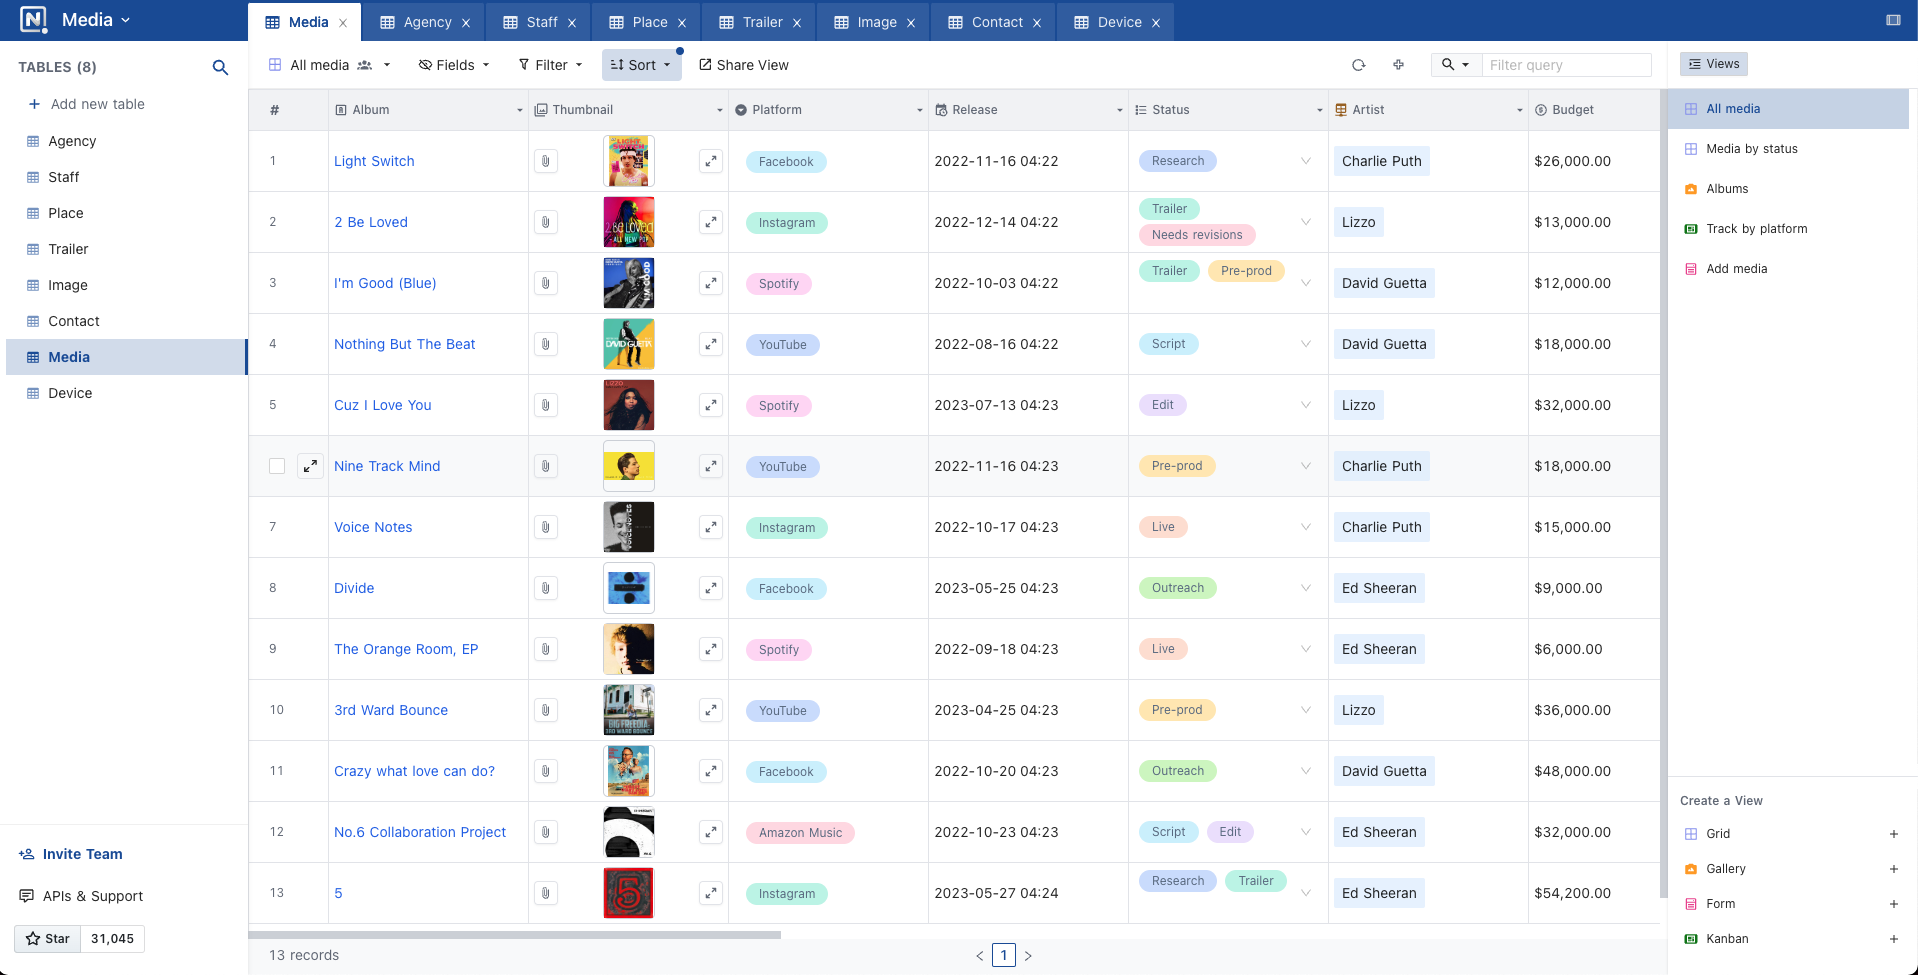 N Media
Media
Agency
Staff
Place
Trailer
Image
Contact
Device
TABLES (8)
Add new table
Agency
Staff
Place
Trailer
Image
Contact
Media
Device
Invite Team
APIs & Support
Star 31,045
All media
Fields
Filter
Sort
Share View
Filter query
# Album Thumbnail Platform Release Status Artist Budget
1 Light Switch Facebook 2022-11-16 04:22 Research Charlie Puth $26,000.00
2 2 Be Loved Instagram 2022-12-14 04:22 Trailer Needs revisions Lizzo $13,000.00
3 I'm Good (Blue) Spotify 2022-10-03 04:22 Trailer Pre-prod David Guetta $12,000.00
4 Nothing But The Beat YouTube 2022-08-16 04:22 Script David Guetta $18,000.00
5 Cuz I Love You Spotify 2023-07-13 04:23 Edit Lizzo $32,000.00
Nine Track Mind YouTube 2022-11-16 04:23 Pre-prod Charlie Puth $18,000.00
7 Voice Notes Instagram 2022-10-17 04:23 Live Charlie Puth $15,000.00
8 Divide Facebook 2023-05-25 04:23 Outreach Ed Sheeran $9,000.00
9 The Orange Room, EP Spotify 2022-09-18 04:23 Live Ed Sheeran $6,000.00
10 3rd Ward Bounce YouTube 2023-04-25 04:23 Pre-prod Lizzo $36,000.00
11 Crazy what love can do? Facebook 2022-10-20 04:23 Outreach David Guetta $48,000.00
12 No.6 Collaboration Project Amazon Music 2022-10-23 04:23 Script Edit Ed Sheeran $32,000.00
13 5 Instagram 2023-05-27 04:24 Research Trailer Ed Sheeran $54,200.00
13 records
1
Views
All media
Media by status
Albums
Track by platform
Add media
Create a View
Grid
Gallery
Form
Kanban